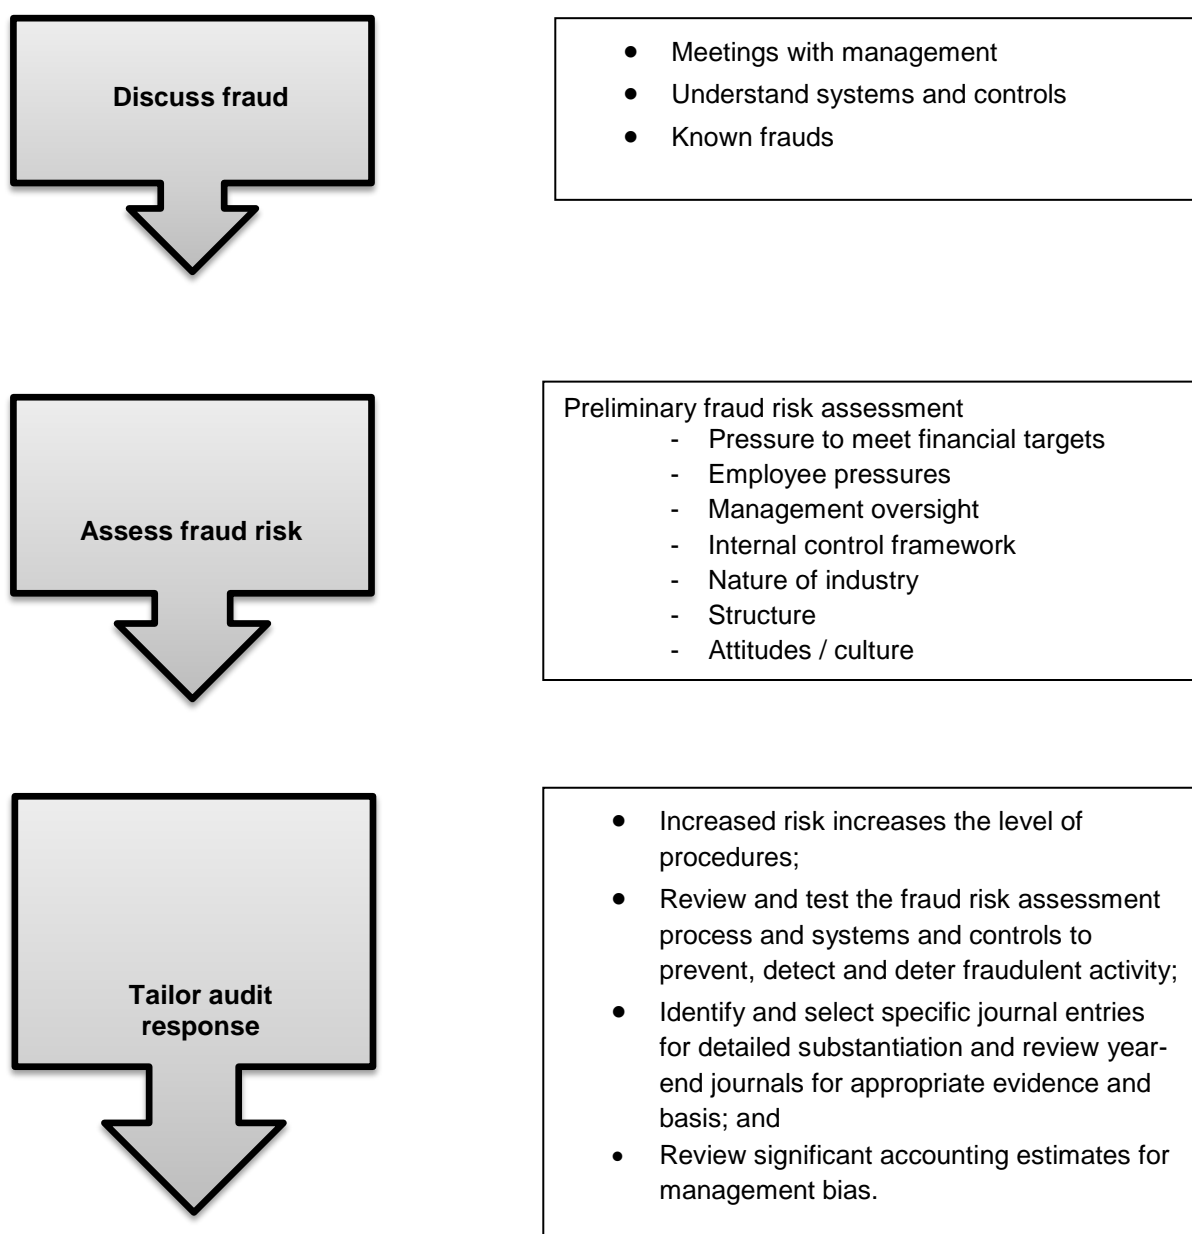 Discuss fraud
• Meetings with management
• Understand systems and controls
• Known frauds
Assess fraud risk
Preliminary fraud risk assessment
- Pressure to meet financial targets
- Employee pressures
- Management oversight
- Internal control framework
- Nature of industry
- Structure
- Attitudes / culture
Tailor audit
response
• Increased risk increases the level of
procedures;
• Review and test the fraud risk assessment
process and systems and controls to
prevent, detect and deter fraudulent activity;
• Identify and select specific journal entries
for detailed substantiation and review year-
end journals for appropriate evidence and
basis; and
• Review significant accounting estimates for
management bias.